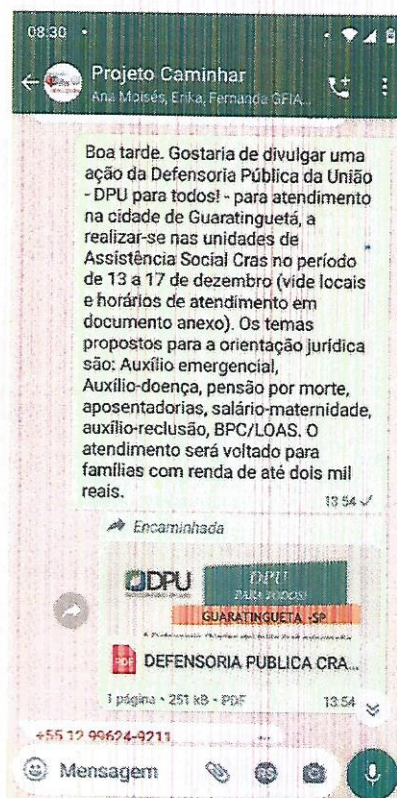 08:30
Projeto Caminhar
Ana Moisés, Erika, Fernanda GFIA...
Boa tarde. Gostaria de divulgar uma
ação da Defensoria Pública da União
- DPU para todos! - para atendimento
na cidade de Guaratinguetá, a
realizar-se nas unidades de
Assistência Social Cras no período
de 13 a 17 de dezembro (vide locais
e horários de atendimento em
documento anexo). Os temas
propostos para a orientação jurídica
são: Auxílio emergencial,
Auxílio-doença, pensão por morte,
aposentadorias, salário-maternidade,
auxílio-reclusão, BPC/LOAS. O
atendimento será voltado para
famílias com renda de até dois mil
reais.
13:54
Encaminhada
DPU
DPU
PARA TODOS!
GUARATINGUETA -SP
PDF
DEFENSORIA PUBLICA CRA...
1 página • 251 kB • PDF
13:54
+55 12 99624-9211
Mensagem